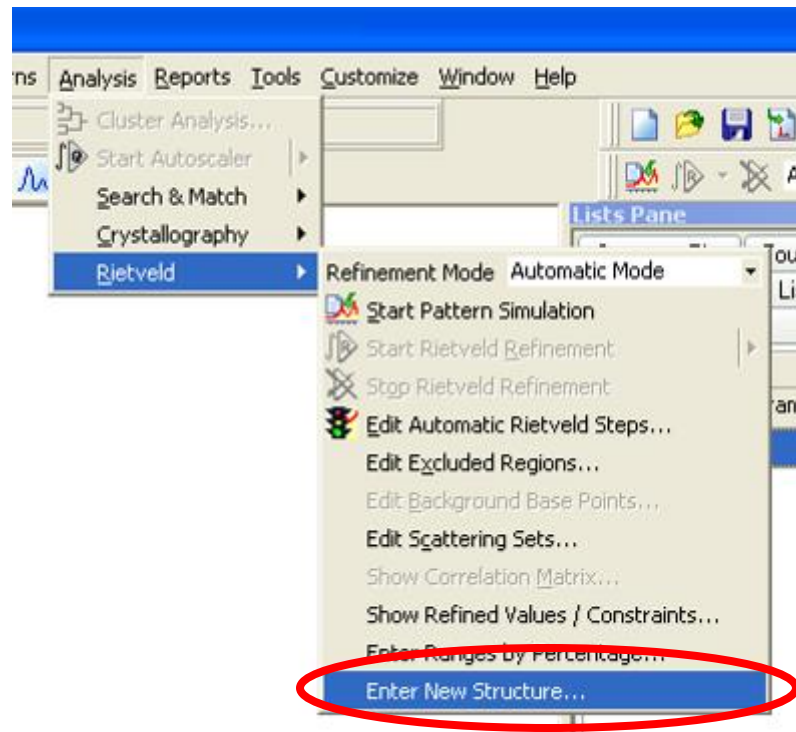 ns Analysis Reports Tools Customize Window Help
Cluster Analysis...
Start Autoscaler
Search & Match
Crystallography
Rietveld
Lists Pane
Refinement Mode Automatic Mode
Start Pattern Simulation
Start Rietveld Refinement
Stop Rietveld Refinement
Edit Automatic Rietveld Steps...
Edit Excluded Regions...
Edit Background Base Points...
Edit Scattering Sets...
Show Correlation Matrix...
Show Refined Values / Constraints...
Enter Ranges by Percentage...
Enter New Structure...